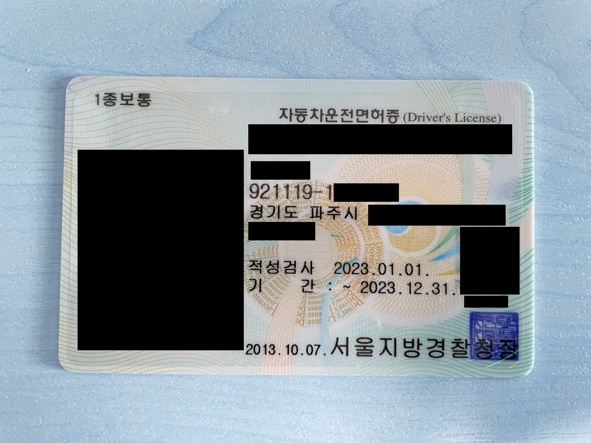 1종보통
자동차운전면허증 (Driver's License)
921119-1
경기도 파주시
적성검사 2023.01.01.
기 간 : ~ 2023.12.31.
2013.10.07. 서울지방경찰청장